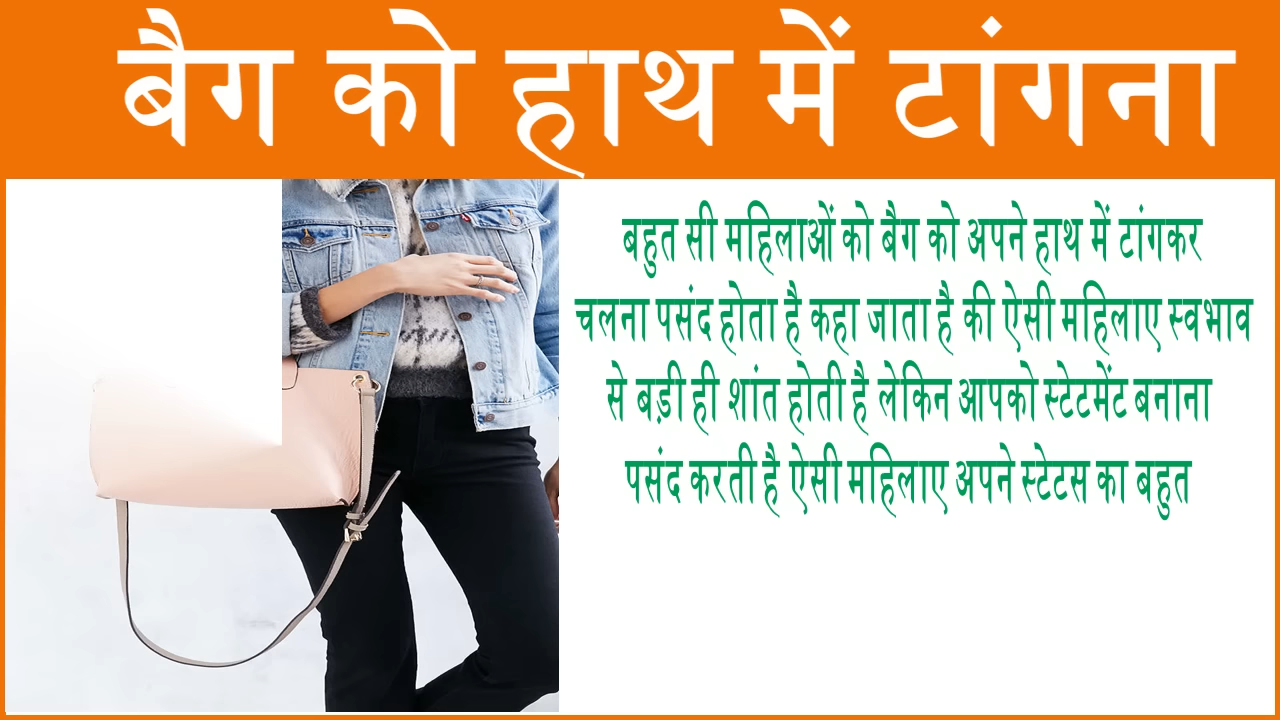 बैग को हाथ में टांगना
बहुत सी महिलाओं को बैग को अपने हाथ में टांगकर
चलना पसंद होता है कहा जाता है की ऐसी महिलाए स्वभाव
से बड़ी ही शांत होती है लेकिन आपको स्टेटमेंट बनाना
पसंद करती है ऐसी महिलाए अपने स्टेटस का बहुत